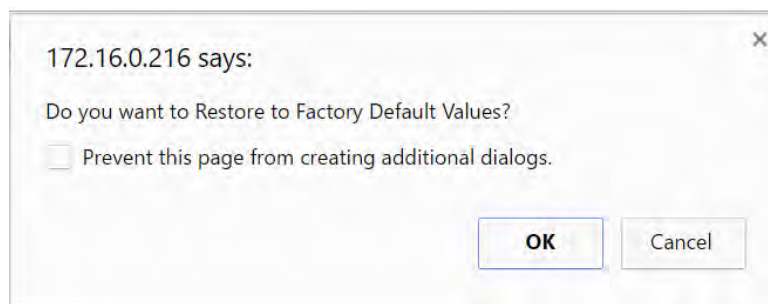 172.16.0.216 says:
Do you want to Restore to Factory Default Values?
Prevent this page from creating additional dialogs.
OK Cancel